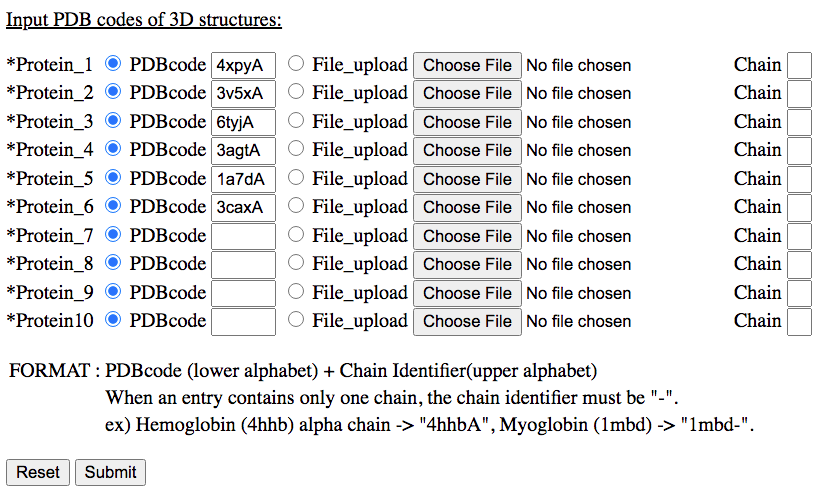 Input PDB codes of 3D structures:
*Protein_1 PDBcode 4xpyA File_upload Choose File No file chosen Chain
*Protein_2 PDBcode 3v5xA File_upload Choose File No file chosen Chain
*Protein_3 PDBcode 6tyjA File_upload Choose File No file chosen Chain
*Protein_4 PDBcode 3agtA File_upload Choose File No file chosen Chain
*Protein_5 PDBcode 1a7dA File_upload Choose File No file chosen Chain
*Protein_6 PDBcode 3caxA File_upload Choose File No file chosen Chain
*Protein_7 PDBcode File_upload Choose File No file chosen Chain
*Protein_8 PDBcode File_upload Choose File No file chosen Chain
*Protein_9 PDBcode File_upload Choose File No file chosen Chain
*Protein10 PDBcode File_upload Choose File No file chosen Chain
FORMAT : PDBcode (lower alphabet) + Chain Identifier(upper alphabet)
When an entry contains only one chain, the chain identifier must be "-".
ex) Hemoglobin (4hhb) alpha chain -> "4hhbA", Myoglobin (1mbd) -> "1mbd-".
Reset Submit